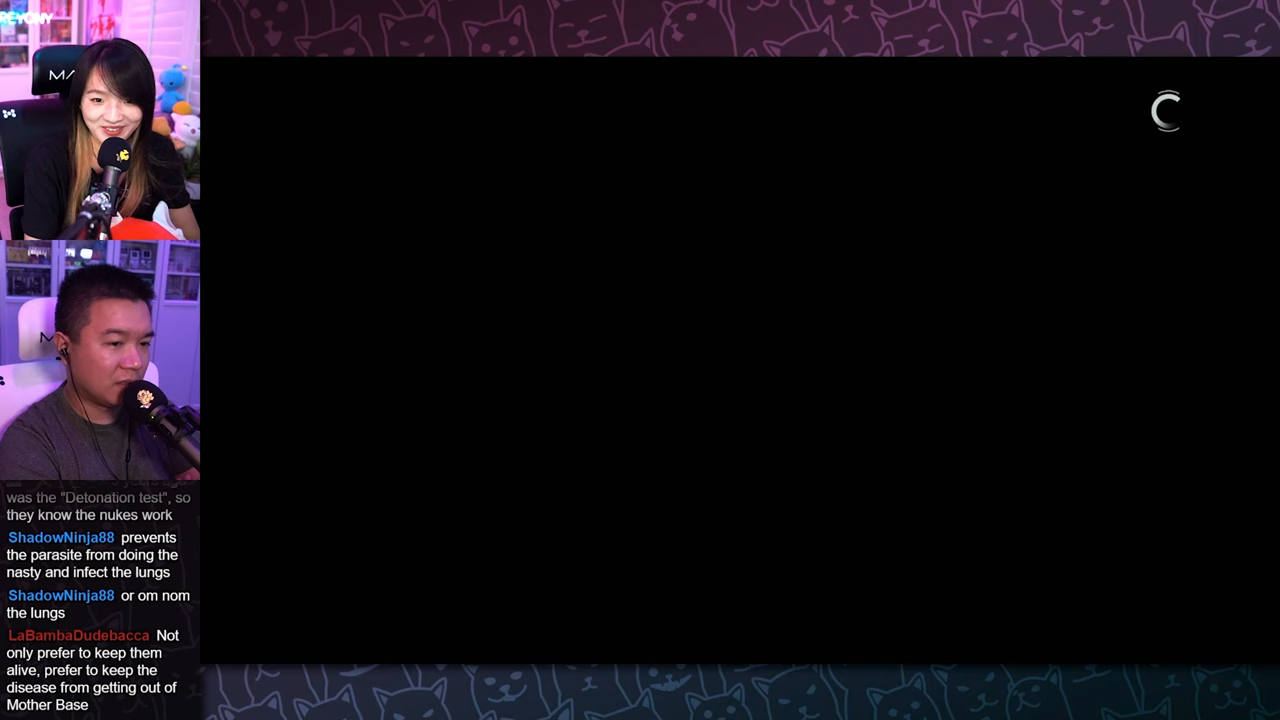 REYONY
MA
M
was the "Detonation test", so
they know the nukes work
ShadowNinja88 prevents
the parasite from doing the
nasty and infect the lungs
ShadowNinja88 or om nom
the lungs
LaBambaDudebacca Not
only prefer to keep them
alive, prefer to keep the
disease from getting out of
Mother Base